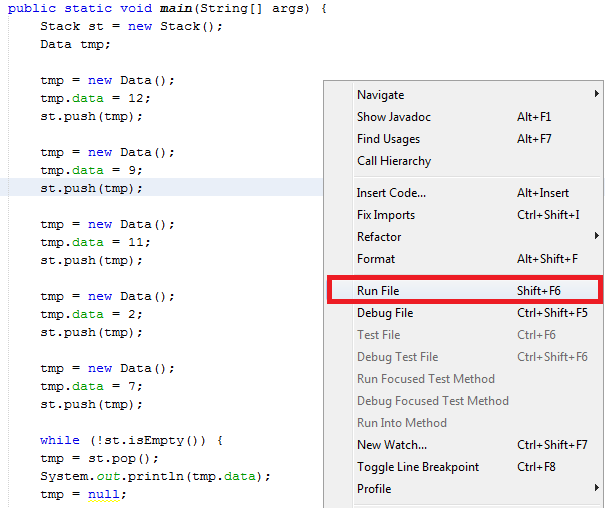 public static void main(String[] args) {
Stack st = new Stack();
Data tmp;
tmp = new Data();
tmp.data = 12;
st.push(tmp);
tmp = new Data();
tmp.data = 9;
st.push(tmp);
tmp = new Data();
tmp.data = 11;
st.push(tmp);
tmp = new Data();
tmp.data = 2;
st.push(tmp);
tmp = new Data();
tmp.data = 7;
st.push(tmp);
while (!st.isEmpty()) {
tmp = st.pop();
System.out.println(tmp.data);
tmp = null;
Navigate
Show Javadoc Alt+F1
Find Usages Alt+F7
Call Hierarchy
Insert Code... Alt+Insert
Fix Imports Ctrl+Shift+I
Refactor
Format Alt+Shift+F
Run File Shift+F6
Debug File Ctrl+Shift+F5
Test File Ctrl+F6
Debug Test File Ctrl+Shift+F6
Run Focused Test Method
Debug Focused Test Method
Run Into Method
New Watch... Ctrl+Shift+F7
Toggle Line Breakpoint Ctrl+F8
Profile